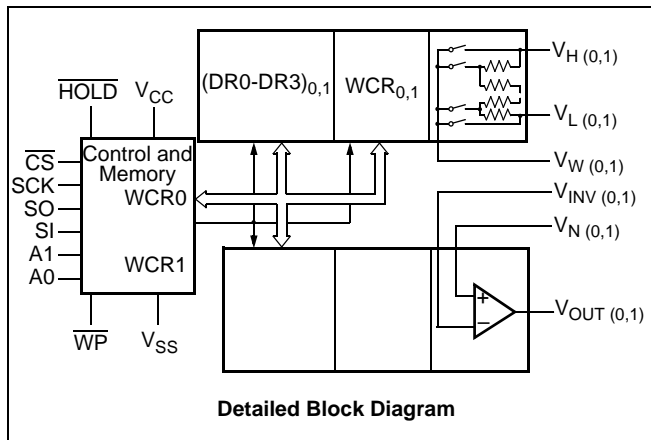 HOLD
VCC
CS
SCK
SO
SI
A1
A0
WP
VSS
Control and
Memory
WCR0
WCR1
(DR0-DR3)0,1
WCR0,1
VH (0,1)
VL (0,1)
VW (0,1)
VINV (0,1)
VN (0,1)
+
−
VOUT (0,1)
Detailed Block Diagram